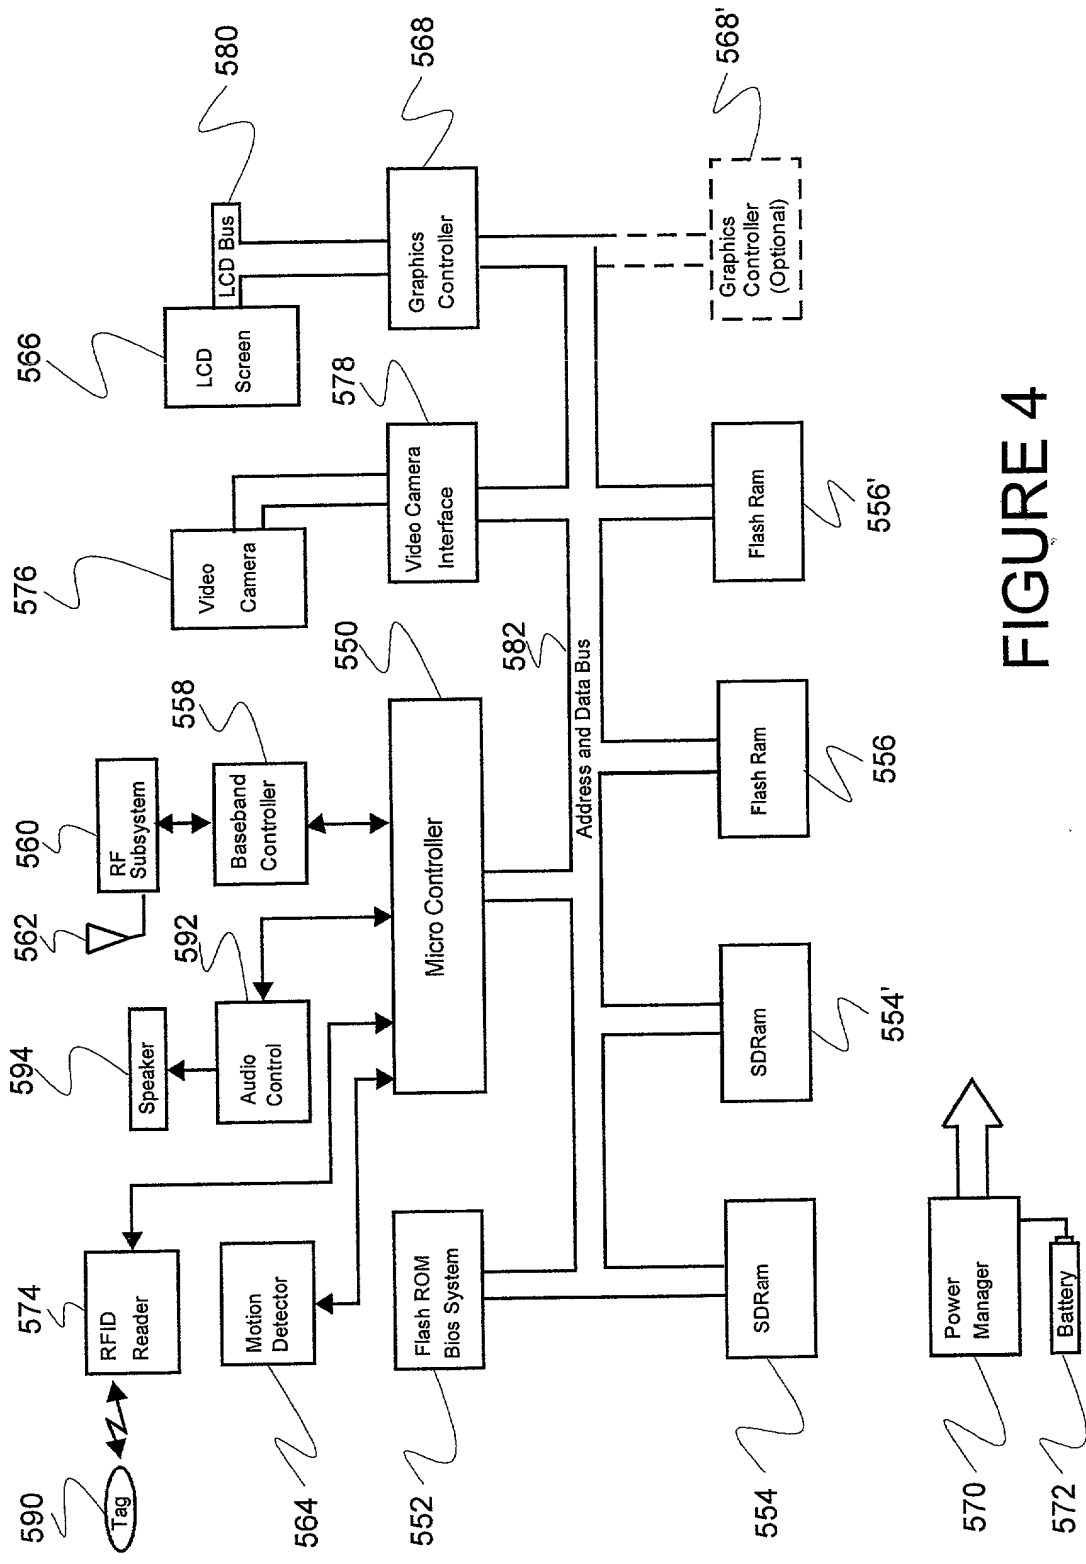 590
Tag
574
RFID
Reader
594
Speaker
592
Audio
Control
562
560
RF
Subsystem
558
Baseband
Controller
576
Video
Camera
566
LCD
Screen
LCD Bus
580
564
Motion
Detector
550
Micro Controller
578
Video Camera
Interface
568
Graphics
Controller
552
Flash ROM
Bios System
582
Address and Data Bus
554
SDRam
554'
SDRam
556
Flash Ram
556'
Flash Ram
568'
Graphics
Controller
(Optional)
570
Power
Manager
572
Battery
FIGURE 4